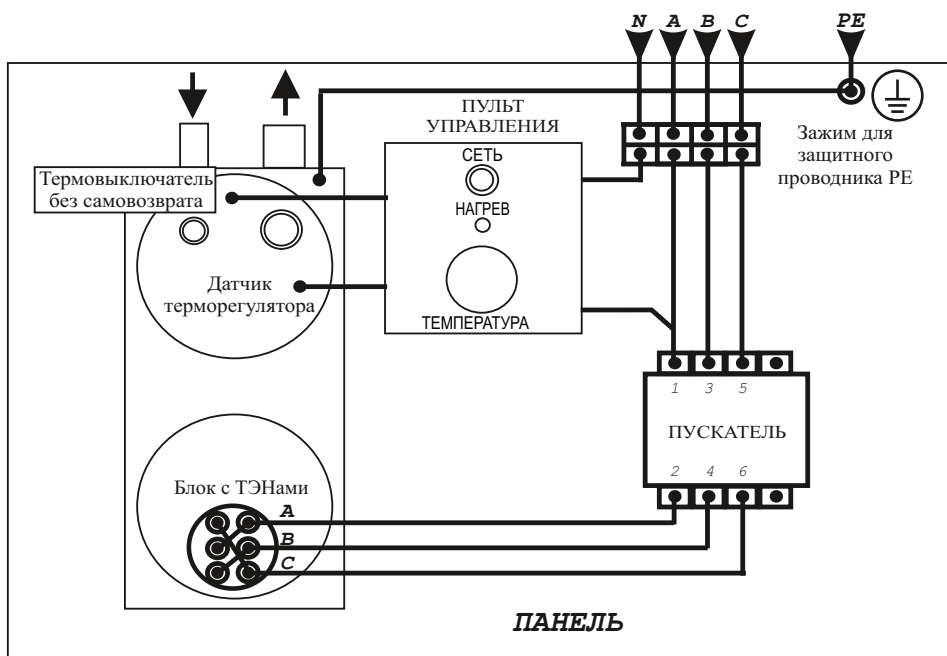 N A B C PE
ПУЛЬТ
УПРАВЛЕНИЯ
Зажим для
защитного
проводника РЕ
СЕТЬ
НАГРЕВ
ТЕМПЕРАТУРА
Термовыключатель
без самовозврата
Датчик
терморегулятора
1 3 5
ПУСКАТЕЛЬ
2 4 6
Блок с ТЭНами
A
B
C
ПАНЕЛЬ